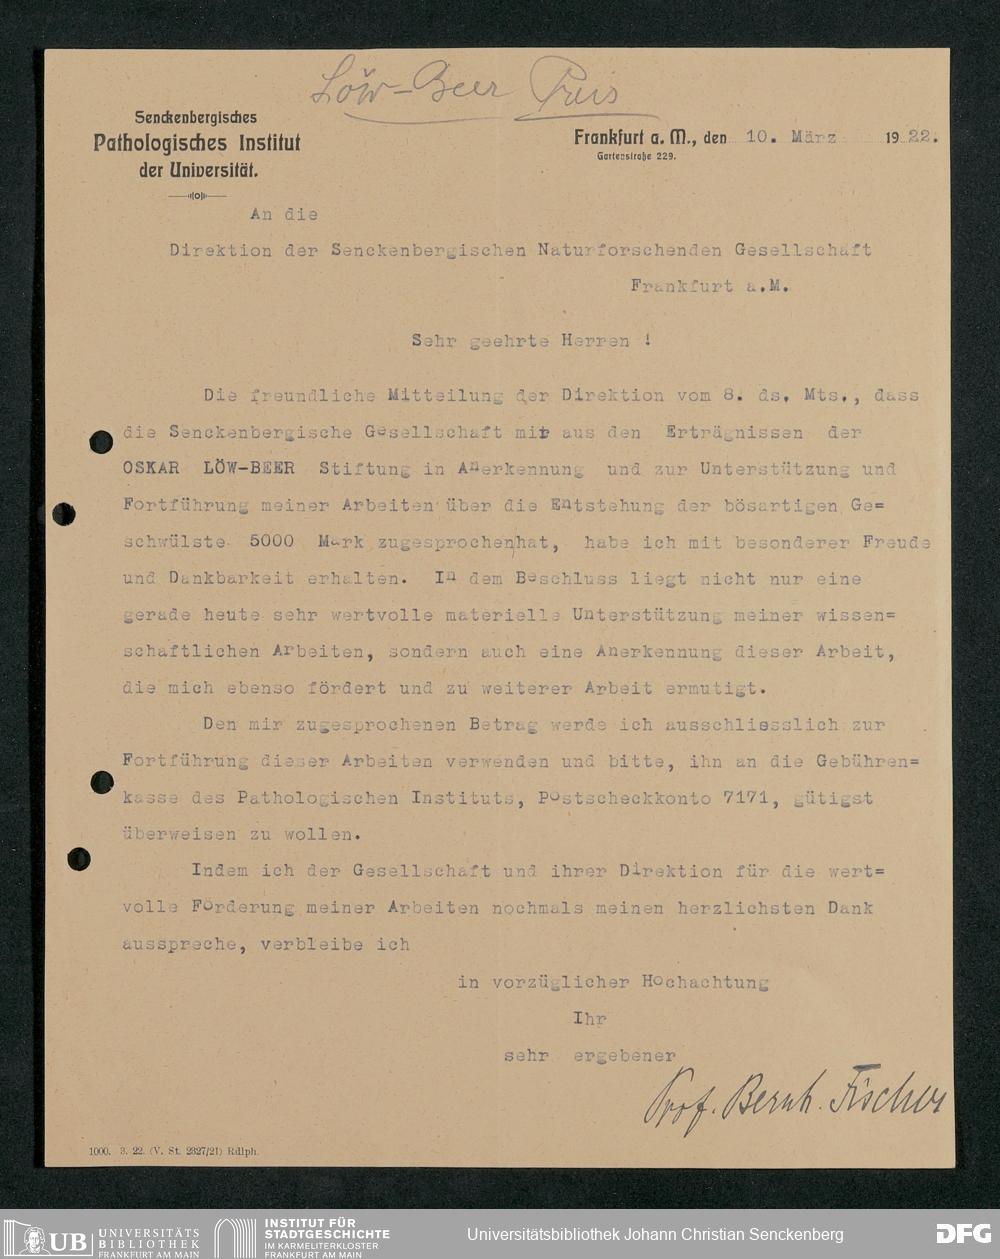 Löw-Beer Preis
Senckenbergisches
Pathologisches Institut
der Universität.
Frankfurt a. M., den 10. März 1922.
Gartenstraße 229.
An die
Direktion der Senckenbergischen Naturforschenden Gesellschaft
Frankfurt a.M.
Sehr geehrte Herren !
Die freundliche Mitteilung der Direktion vom 8. ds. Mts., dass
die Senckenbergische Gesellschaft mir aus den Erträgnissen der
OSKAR LÖW-BEER Stiftung in Anerkennung und zur Unterstützung und
Fortführung meiner Arbeiten über die Entstehung der bösartigen Ge=
schwülste 5000 Mark zugesprochen hat, habe ich mit besonderer Freude
und Dankbarkeit erhalten. In dem Beschluss liegt nicht nur eine
gerade heute sehr wertvolle materielle Unterstützung meiner wissen=
schaftlichen Arbeiten, sondern auch eine Anerkennung dieser Arbeit,
die mich ebenso fördert und zu weiterer Arbeit ermutigt.
Den mir zugesprochenen Betrag werde ich ausschliesslich zur
Fortführung dieser Arbeiten verwenden und bitte, ihn an die Gebühren=
kasse des Pathologischen Instituts, Postscheckkonto 7171, gütigst
überweisen zu wollen.
Indem ich der Gesellschaft und ihrer Direktion für die wert=
volle Förderung meiner Arbeiten nochmals meinen herzlichsten Dank
ausspreche, verbleibe ich
in vorzüglicher Hochachtung
Ihr
sehr ergebener
Prof. Bernh. Fischer
1000. 3. 22. (V. St. 2327/21) Rdlph.
UB UNIVERSITÄTS
BIBLIOTHEK
FRANKFURT AM MAIN
INSTITUT FÜR
STADTGESCHICHTE
IM KARMELITERKLOSTER
FRANKFURT AM MAIN
Universitätsbibliothek Johann Christian Senckenberg
DFG